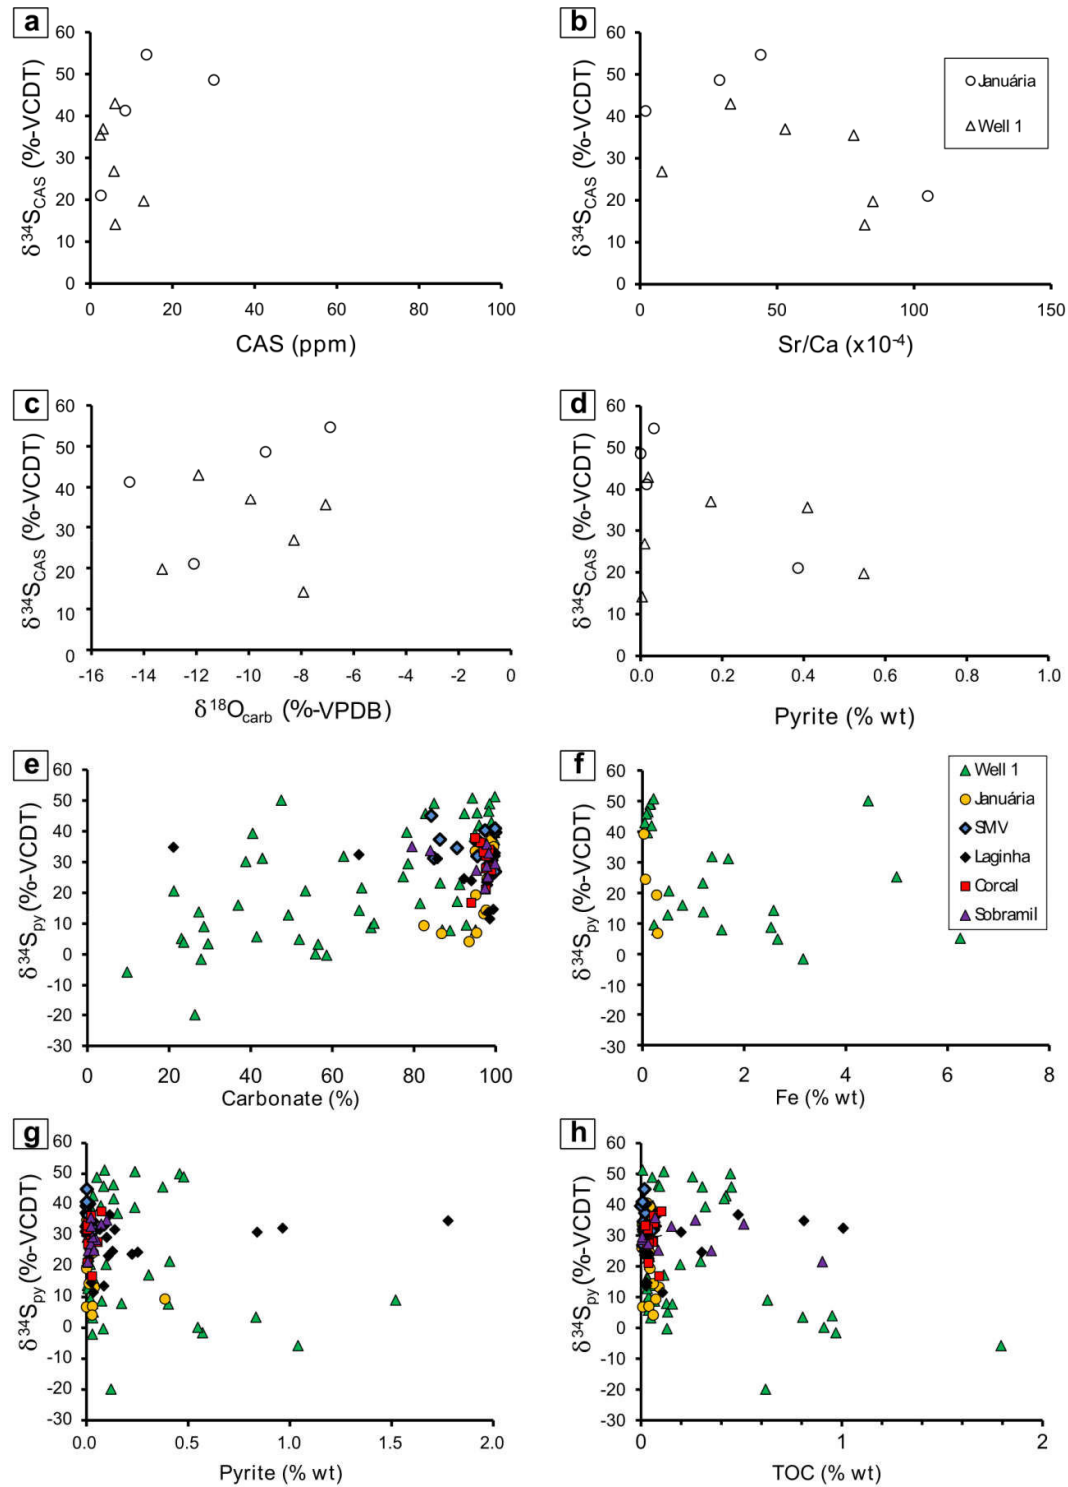 a
60
50
40
30
20
10
0
δ34SCAS (%-VCDT)
0 20 40 60 80 100
CAS (ppm)
b
60
50
40
30
20
10
0
δ34SCAS (%-VCDT)
Januária
Well 1
0 50 100 150
Sr/Ca (x10-4)
c
60
50
40
30
20
10
0
δ34SCAS (%-VCDT)
-16 -14 -12 -10 -8 -6 -4 -2 0
δ18Ocarb (%-VPDB)
d
60
50
40
30
20
10
0
δ34SCAS (%-VCDT)
0.0 0.2 0.4 0.6 0.8 1.0
Pyrite (% wt)
e
60
50
40
30
20
10
0
-10
-20
-30
δ34Spy (%-VCDT)
0 20 40 60 80 100
Carbonate (%)
f
60
50
40
30
20
10
0
-10
-20
-30
δ34Spy (%-VCDT)
Well 1
Januária
SMV
Laginha
Corcal
Sobramil
0 2 4 6 8
Fe (% wt)
g
60
50
40
30
20
10
0
-10
-20
-30
δ34Spy (%-VCDT)
0.0 0.5 1.0 1.5 2.0
Pyrite (% wt)
h
60
50
40
30
20
10
0
-10
-20
-30
δ34Spy (%-VCDT)
0 1 2
TOC (% wt)